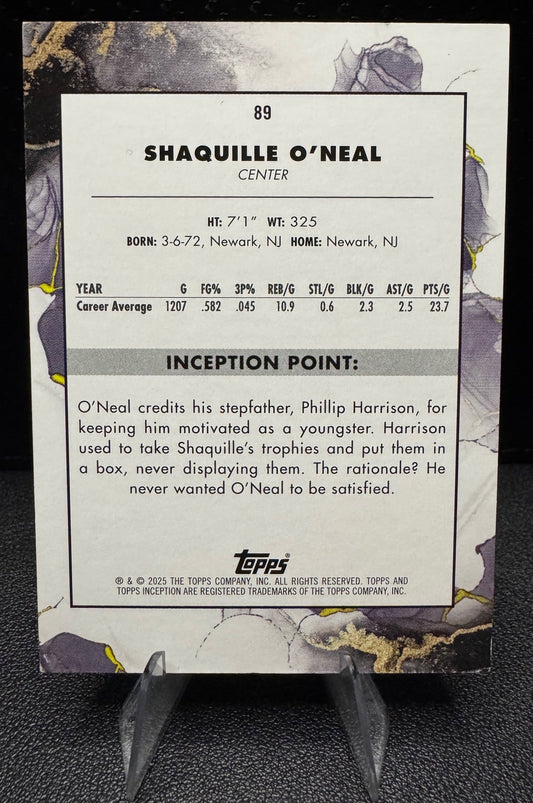 89
SHAQUILLE O'NEAL
CENTER
HT: 7'1" WT: 325
BORN: 3-6-72, Newark, NJ HOME: Newark, NJ
YEAR G FG% 3P% REB/G STL/G BLK/G AST/G PTS/G
Career Average 1207 .582 .045 10.9 0.6 2.3 2.5 23.7
INCEPTION POINT:
O'Neal credits his stepfather, Phillip Harrison, for
keeping him motivated as a youngster. Harrison
used to take Shaquille's trophies and put them in
a box, never displaying them. The rationale? He
never wanted O'Neal to be satisfied.
topps®
® & © 2025 THE TOPPS COMPANY, INC. ALL RIGHTS RESERVED. TOPPS AND
TOPPS INCEPTION ARE REGISTERED TRADEMARKS OF THE TOPPS COMPANY, INC.